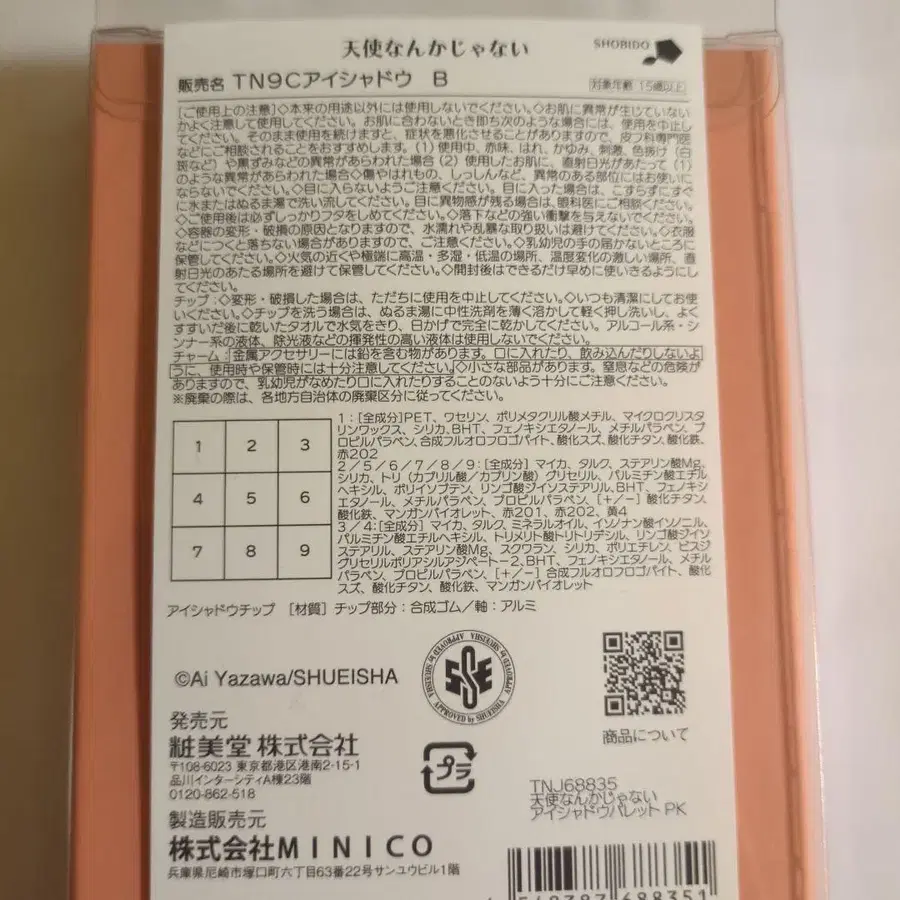 天使なんかじゃない
SHOBIDO
販売名 TN9Cアイシャドウ B
対象年齢 15歳以上
[ご使用上の注意]◇本来の用途以外には使用しないでください。◇お肌に異常が生じていない
かよく注意して使用してください。お肌に合わないとき即ち次のような場合には、使用を中止し
てください。そのまま使用を続けますと、症状を悪化させることがありますので、皮フ科専門医
などにご相談されることをおすすめします。(1)使用中、赤味、はれ、かゆみ、刺激、色抜け(白
斑など)や黒ずみなどの異常があらわれた場合(2)使用したお肌に、直射日光があたって(1)
のような異常があらわれた場合◇傷やはれもの、しっしんなど、異常のある部位にはお使いに
ならないでください。◇目に入らないようご注意ください。目に入った場合は、こすらずにすぐ
に水またはぬるま湯で洗い流してください。目に異物感が残る場合は、眼科医にご相談ください。
◇ご使用後は必ずしっかりフタをしめてください。◇落下などの強い衝撃を与えないでください。
◇容器の変形・破損の原因となりますので、水濡れや乱暴な取り扱いは避けてください。◇衣服
などにつくと落ちない場合がありますので、ご注意ください。◇乳幼児の手の届かないところに
保管してください。◇火気の近くや極端に高温・多湿・低温の場所、温度変化の激しい場所、直
射日光のあたる場所を避けて保管してください。◇開封後はできるだけ早めに使いきるようにし
てください。
チップ:◇変形・破損した場合は、ただちに使用を中止してください。◇いつも清潔にしてお使
いください。◇チップを洗う場合は、ぬるま湯に中性洗剤を薄く溶かして軽く押し洗いし、よく
すすいだ後に乾いたタオルで水気をきり、日かげで完全に乾かしてください。アルコール系・シ
ンナー系の液体、除光液などの揮発性の高い液体は使用しないでください。
チャーム:金属アクセサリーには鉛を含む物があります。口に入れたり、飲み込んだりしないよ
うに、使用時や保管時には十分注意してください。◇小さな部品があります。窒息などの危険が
ありますので、乳幼児がなめたり口に入れたりすることのないよう十分にご注意ください。
※廃棄の際は、各地方自治体の廃棄区分に従ってください。
1 2 3
4 5 6
7 8 9
1:[全成分]PET、ワセリン、ポリメタクリル酸メチル、マイクロクリスタ
リンワックス、シリカ、BHT、フェノキシエタノール、メチルパラベン、プ
ロピルパラベン、合成フルオロフロゴパイト、酸化スズ、酸化チタン、酸化鉄、
赤202
2/5/6/7/8/9:[全成分]マイカ、タルク、ステアリン酸Mg、
シリカ、トリ(カプリル酸/カプリン酸)グリセリル、パルミチン酸エチル
ヘキシル、ポリイソブテン、リンゴ酸ジイソステアリル、BHT、フェノキシ
エタノール、メチルパラベン、プロピルパラベン、[+/−]酸化チタン、
酸化鉄、マンガンバイオレット、赤201、赤202、黄4
3/4:[全成分]マイカ、タルク、ミネラルオイル、イソノナン酸イソノニル、
パルミチン酸エチルヘキシル、トリメリト酸トリトリデシル、リンゴ酸ジイソ
ステアリル、ステアリン酸Mg、スクワラン、シリカ、ポリエチレン、ビスジ
グリセリルポリアシルアジペート-2、BHT、フェノキシエタノール、メチル
パラベン、プロピルパラベン、[+/−]合成フルオロフロゴパイト、酸化
スズ、酸化チタン、酸化鉄、マンガンバイオレット
アイシャドウチップ [材質]チップ部分:合成ゴム/軸:アルミ
©Ai Yazawa/SHUEISHA
APPROVED by SHUEISHA
APPROVED by SHUEISHA
発売元
粧美堂 株式会社
〒108-6023 東京都港区港南2-15-1
品川インターシティA棟23階
0120-862-518
プラ
商品について
製造販売元
株式会社MINICO
兵庫県尼崎市塚口町六丁目63番22号サンユウビル1階
TNJ68835
天使なんかじゃない
アイシャドウパレット PK
4 548387 688351